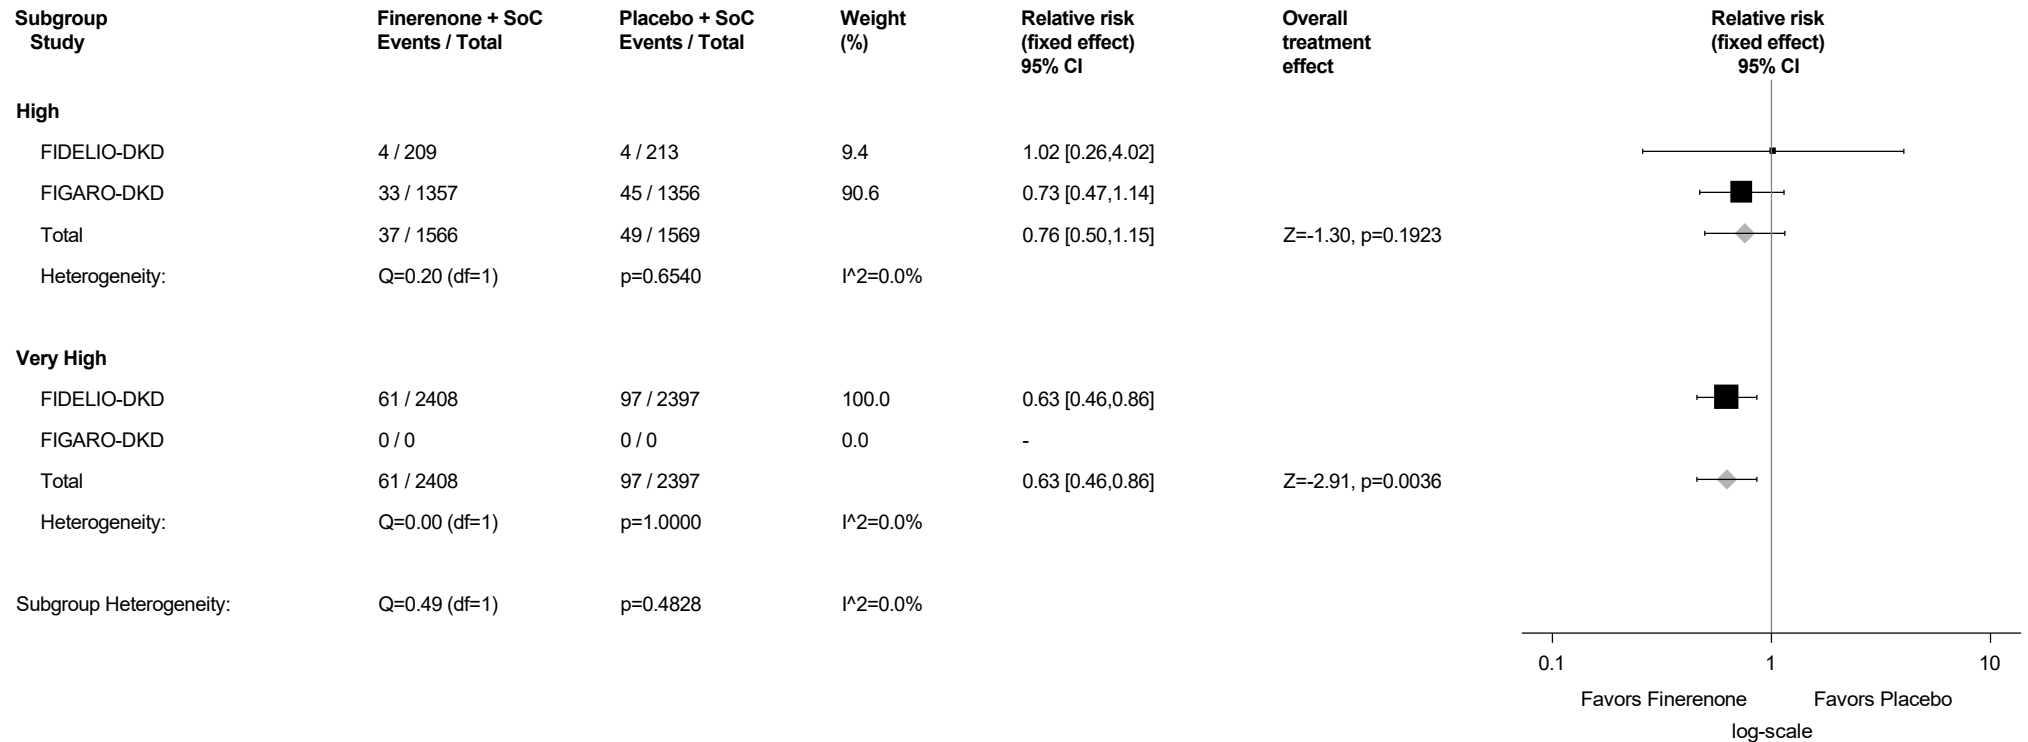 Subgroup Finerenone + SoC Placebo + SoC Weight Relative risk Overall Relative risk
Study Events / Total Events / Total (%) (fixed effect) treatment (fixed effect)
95% CI effect 95% CI
High
FIDELIO-DKD 4 / 209 4 / 213 9.4 1.02 [0.26,4.02]
FIGARO-DKD 33 / 1357 45 / 1356 90.6 0.73 [0.47,1.14]
Total 37 / 1566 49 / 1569 0.76 [0.50,1.15] Z=-1.30, p=0.1923
Heterogeneity: Q=0.20 (df=1) p=0.6540 I^2=0.0%
Very High
FIDELIO-DKD 61 / 2408 97 / 2397 100.0 0.63 [0.46,0.86]
FIGARO-DKD 0 / 0 0 / 0 0.0 -
Total 61 / 2408 97 / 2397 0.63 [0.46,0.86] Z=-2.91, p=0.0036
Heterogeneity: Q=0.00 (df=1) p=1.0000 I^2=0.0%
Subgroup Heterogeneity: Q=0.49 (df=1) p=0.4828 I^2=0.0%
0.1 1 10
Favors Finerenone Favors Placebo
log-scale